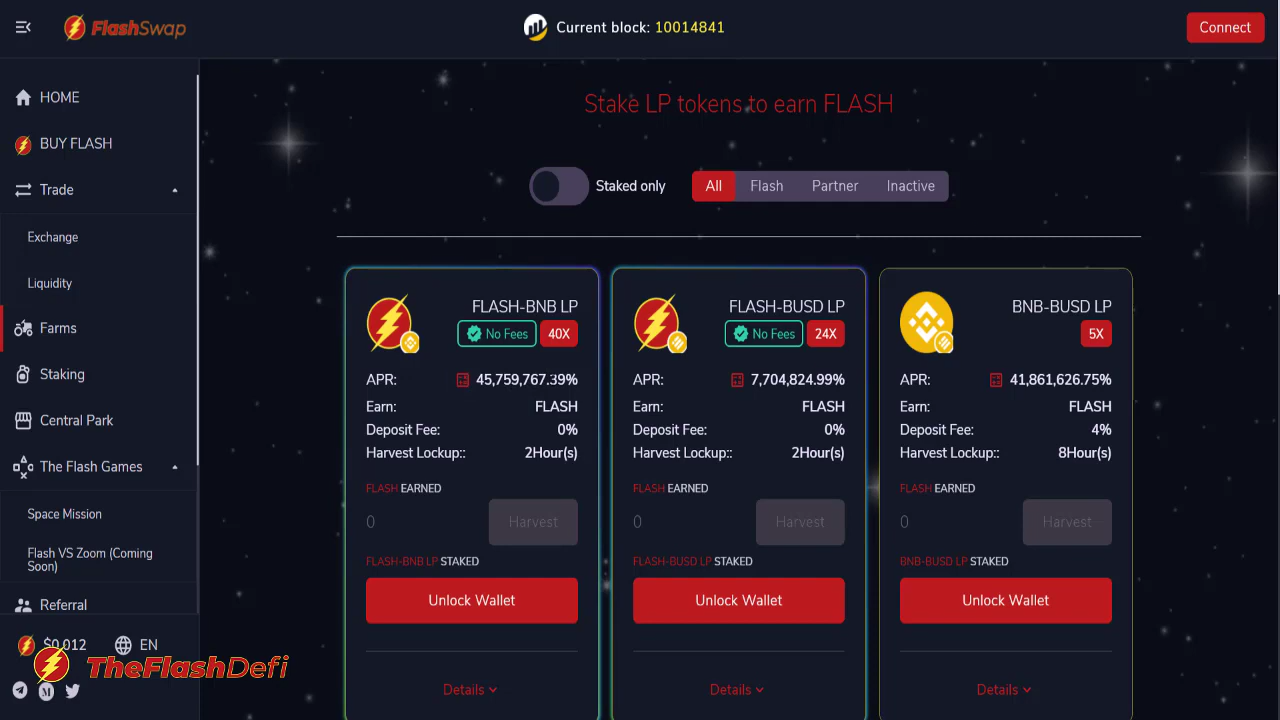 FlashSwap
Current block: 10014841
Connect
HOME
BUY FLASH
Trade
Exchange
Liquidity
Farms
Staking
Central Park
The Flash Games
Space Mission
Flash VS Zoom (Coming
Soon)
Referral
$0.012
EN
TheFlashDefi
Stake LP tokens to earn FLASH
Staked only
All
Flash
Partner
Inactive
FLASH-BNB LP
No Fees
40X
APR:
45,759,767.39%
Earn:
FLASH
Deposit Fee:
0%
Harvest Lockup::
2Hour(s)
FLASH EARNED
0
Harvest
FLASH-BNB LP STAKED
Unlock Wallet
Details
FLASH-BUSD LP
No Fees
24X
APR:
7,704,824.99%
Earn:
FLASH
Deposit Fee:
0%
Harvest Lockup::
2Hour(s)
FLASH EARNED
0
Harvest
FLASH-BUSD LP STAKED
Unlock Wallet
Details
BNB-BUSD LP
5X
APR:
41,861,626.75%
Earn:
FLASH
Deposit Fee:
4%
Harvest Lockup::
8Hour(s)
FLASH EARNED
0
Harvest
BNB-BUSD LP STAKED
Unlock Wallet
Details